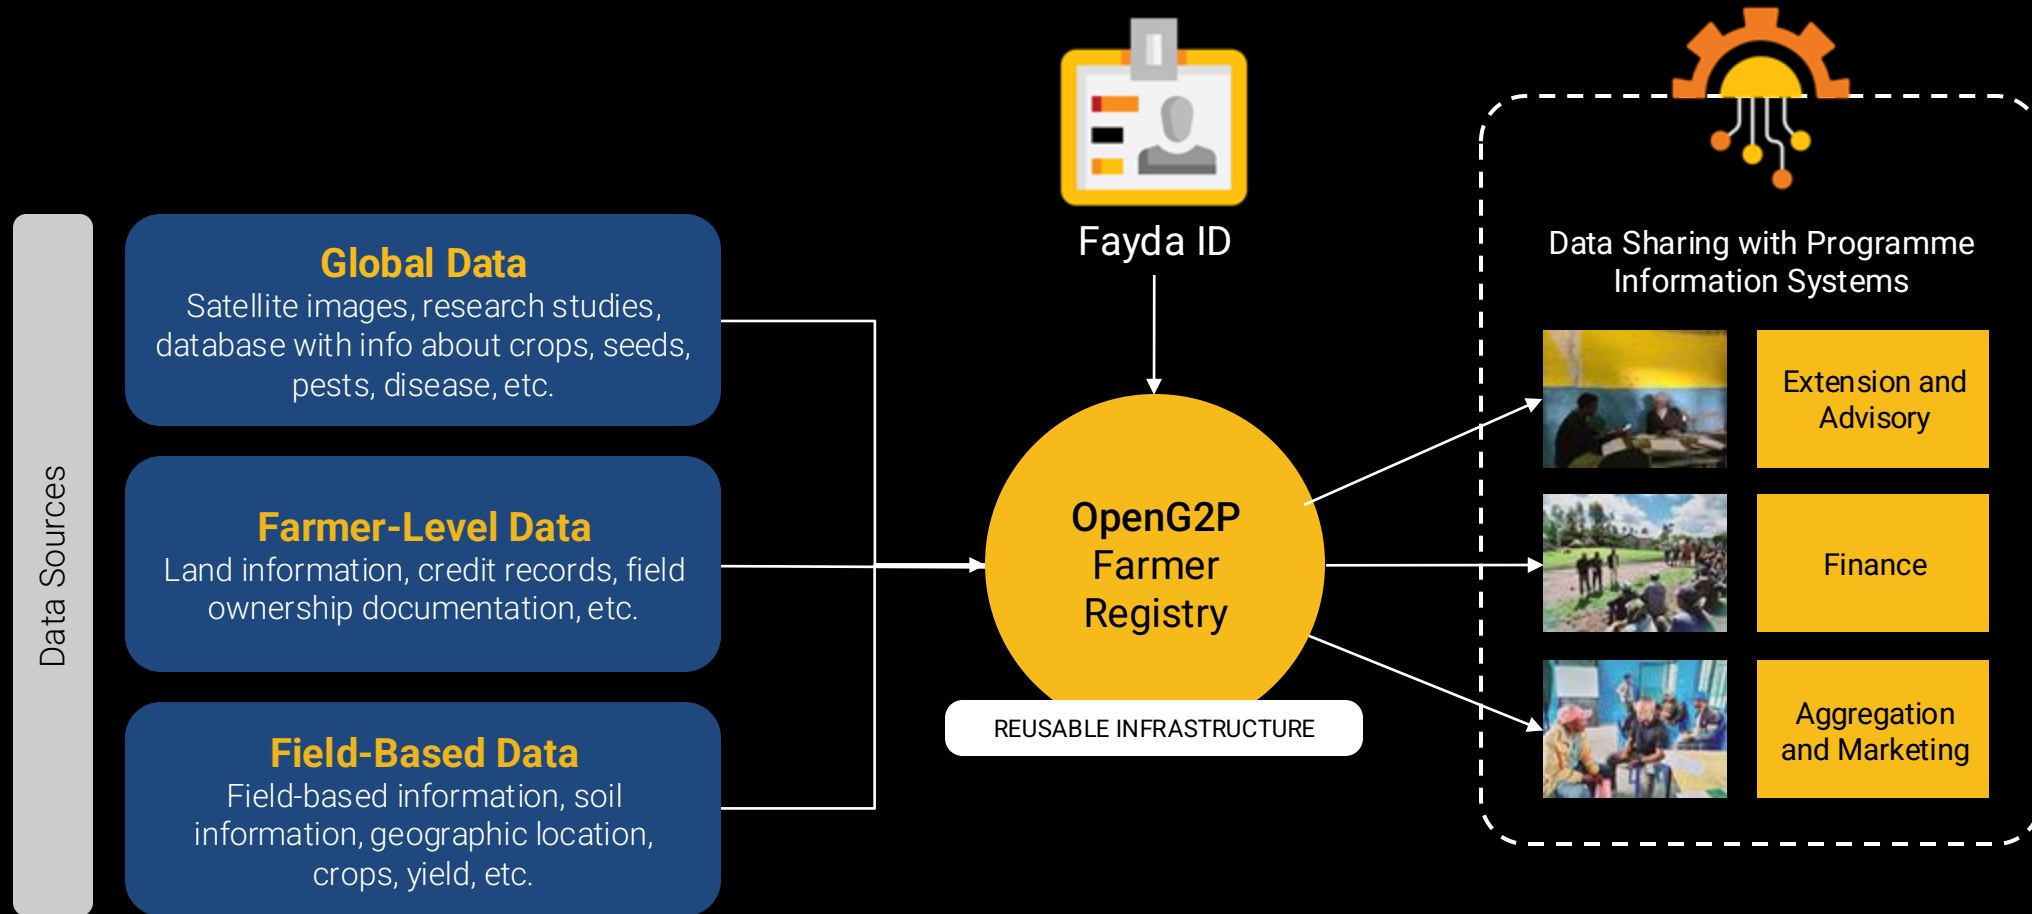 Data Sources
Global Data
Satellite images, research studies,
database with info about crops, seeds,
pests, disease, etc.
Farmer-Level Data
Land information, credit records, field
ownership documentation, etc.
Field-Based Data
Field-based information, soil
information, geographic location,
crops, yield, etc.
Fayda ID
OpenG2P
Farmer
Registry
REUSABLE INFRASTRUCTURE
Data Sharing with Programme
Information Systems
Extension and
Advisory
Finance
Aggregation
and Marketing